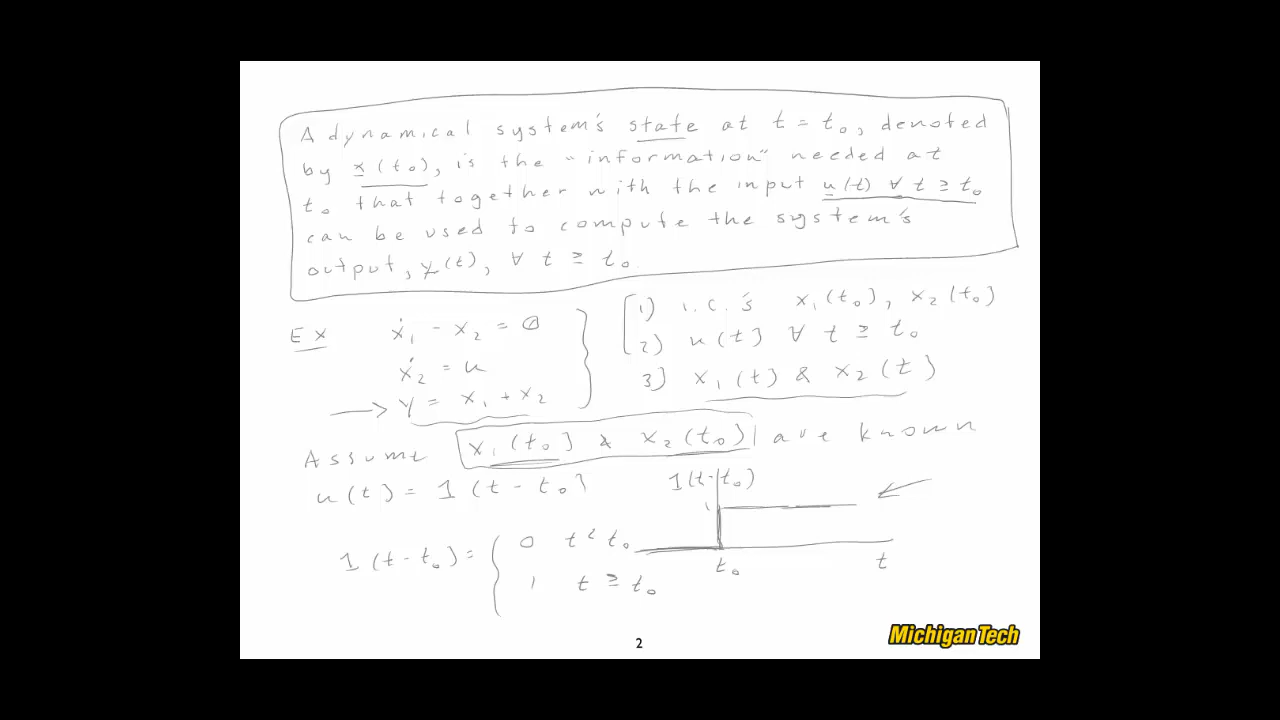 A dynamical system's state at t = t₀, denoted
by x(t₀), is the "information" needed at
t₀ that together with the input u(t) ∀ t ≥ t₀
can be used to compute the system's
output, y(t), ∀ t ≥ t₀.
EX ẋ₁ - x₂ = 0
ẋ₂ = u
→ y = x₁ + x₂
1) i.c.'s x₁(t₀), x₂(t₀)
2) u(t) ∀ t ≥ t₀
3) x₁(t) & x₂(t)
Assume x₁(t₀) & x₂(t₀) are known
u(t) = 1(t - t₀)
1(t-t₀)
1
t₀ t
1(t-t₀) = { 0 t < t₀
1 t ≥ t₀
2
Michigan Tech